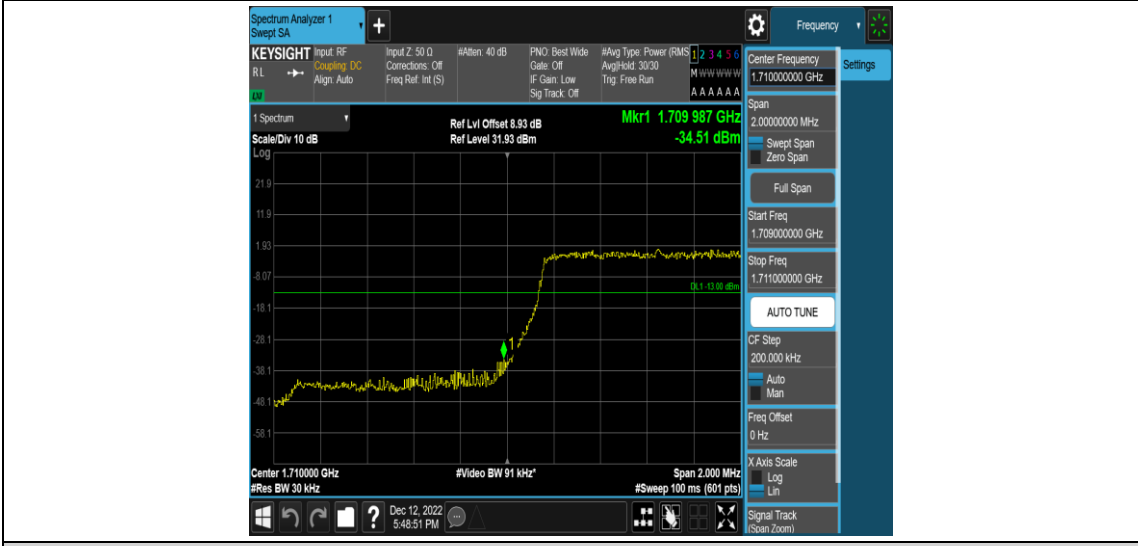 Spectrum Analyzer 1
Swept SA
Frequency
KEYSIGHT
RL
Input: RF
Coupling: DC
Align: Auto
Input Z: 50 Ω
Corrections: Off
Freq Ref: Int (S)
#Atten: 40 dB
PNO: Best Wide
Gate: Off
IF Gain: Low
Sig Track: Off
#Avg Type: Power (RMS
Avg|Hold: 30/30
Trig: Free Run
1 2 3 4 5 6
M W W W W W
A A A A A A
1 Spectrum
Scale/Div 10 dB
Log
Ref Lvl Offset 8.93 dB
Ref Level 31.93 dBm
Mkr1 1.709 987 GHz
-34.51 dBm
21.9
11.9
1.93
-8.07
-18.1
-28.1
-38.1
-48.1
-58.1
DL1 -13.00 dBm
1
Center 1.710000 GHz
#Res BW 30 kHz
#Video BW 91 kHz*
Span 2.000 MHz
#Sweep 100 ms (601 pts)
Dec 12, 2022
5:48:51 PM
Center Frequency
1.710000000 GHz
Settings
Span
2.00000000 MHz
Swept Span
Zero Span
Full Span
Start Freq
1.709000000 GHz
Stop Freq
1.711000000 GHz
AUTO TUNE
CF Step
200.000 kHz
Auto
Man
Freq Offset
0 Hz
X Axis Scale
Log
Lin
Signal Track
(Span Zoom)